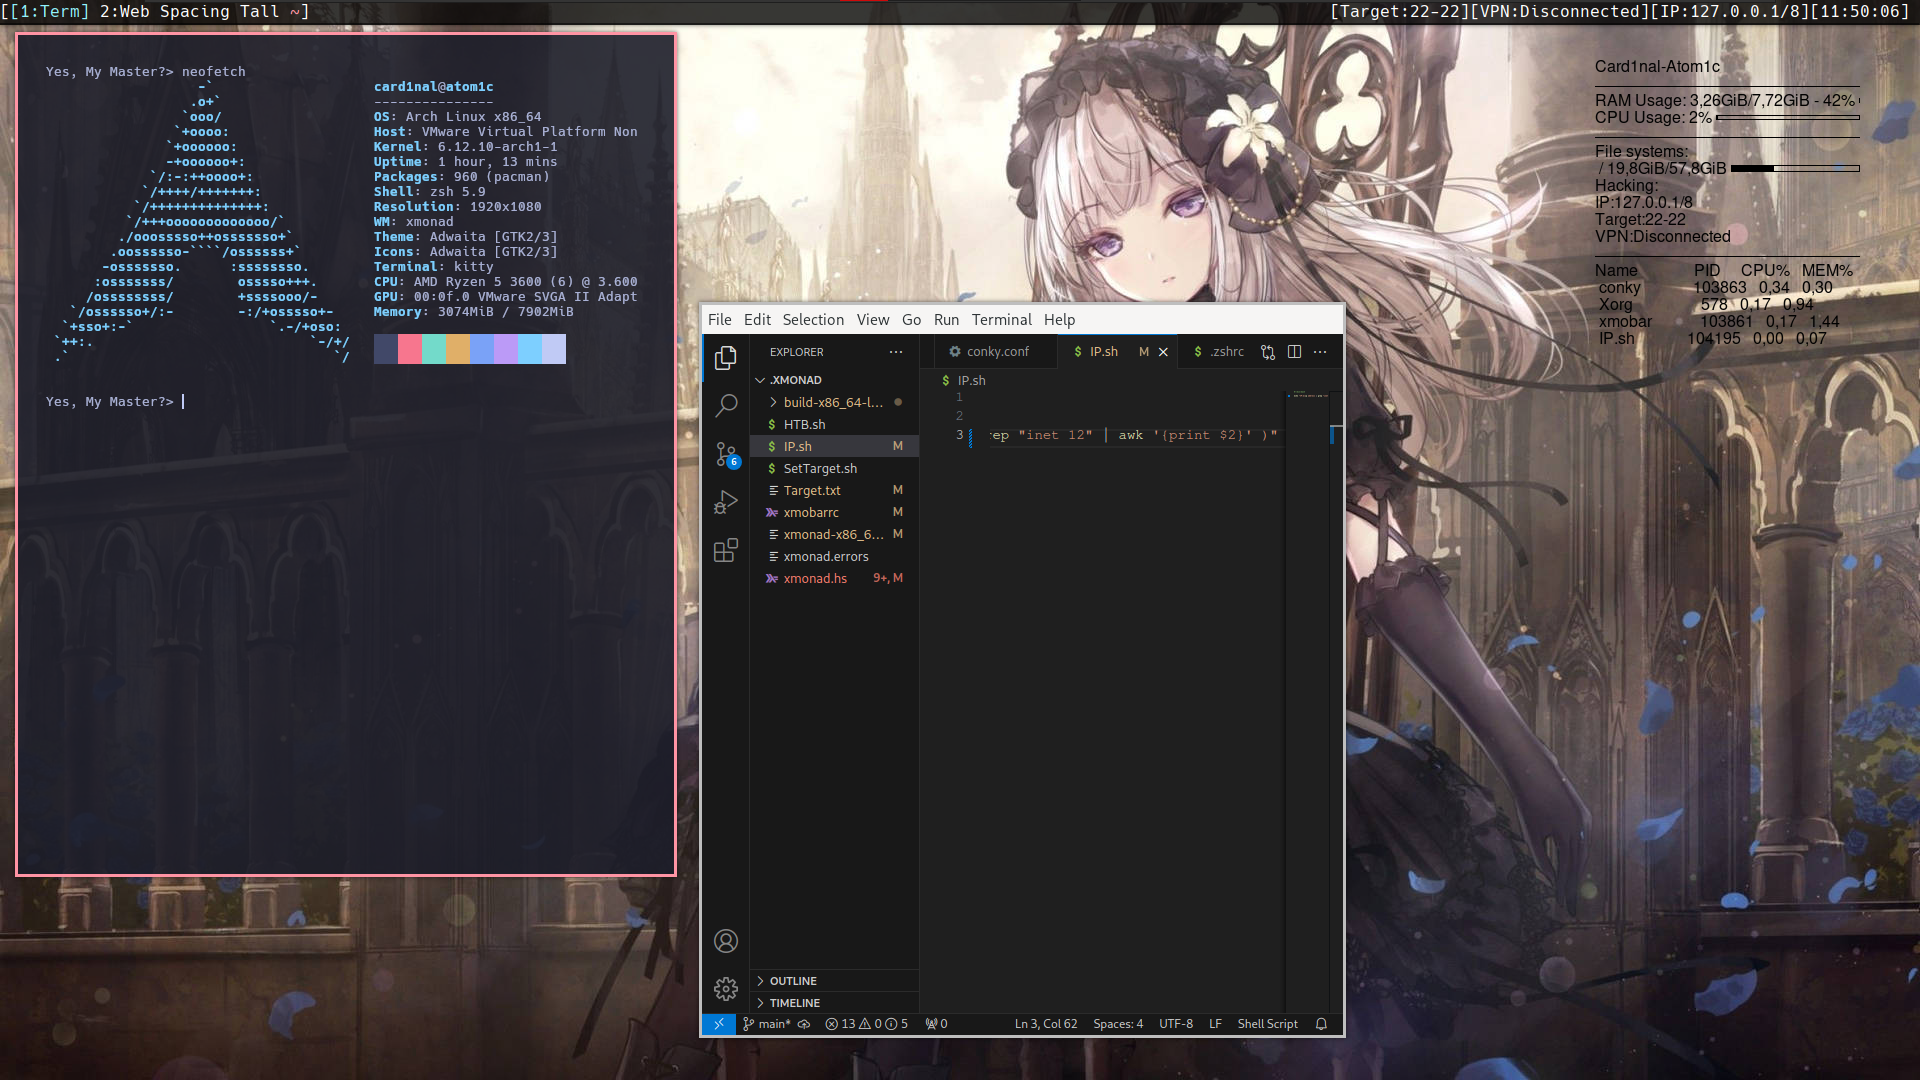 [[1:Term] 2:Web Spacing Tall ~]
[Target:22-22][VPN:Disconnected][IP:127.0.0.1/8][11:50:06]
Yes, My Master?> neofetch
card1nal@atom1c
---------------
OS: Arch Linux x86_64
Host: VMware Virtual Platform Non
Kernel: 6.12.10-arch1-1
Uptime: 1 hour, 13 mins
Packages: 960 (pacman)
Shell: zsh 5.9
Resolution: 1920x1080
WM: xmonad
Theme: Adwaita [GTK2/3]
Icons: Adwaita [GTK2/3]
Terminal: kitty
CPU: AMD Ryzen 5 3600 (6) @ 3.600
GPU: 00:0f.0 VMware SVGA II Adapt
Memory: 3074MiB / 7902MiB
Yes, My Master?>
File Edit Selection View Go Run Terminal Help
EXPLORER
conky.conf
IP.sh M
.zshrc
.XMONAD
build-x86_64-l...
HTB.sh
IP.sh M
SetTarget.sh
Target.txt M
xmobarrc M
xmonad-x86_6... M
xmonad.errors
xmonad.hs 9+, M
6
IP.sh
1
2
3 rep "inet 12" | awk '{print $2}' )"
OUTLINE
TIMELINE
main* 13 0 5 0
Ln 3, Col 62 Spaces: 4 UTF-8 LF Shell Script
Card1nal-Atom1c
RAM Usage: 3,26GiB/7,72GiB - 42%
CPU Usage: 2%
File systems:
/ 19,8GiB/57,8GiB
Hacking:
IP:127.0.0.1/8
Target:22-22
VPN:Disconnected
Name PID CPU% MEM%
conky 103863 0,34 0,30
Xorg 578 0,17 0,94
xmobar 103861 0,17 1,44
IP.sh 104195 0,00 0,07